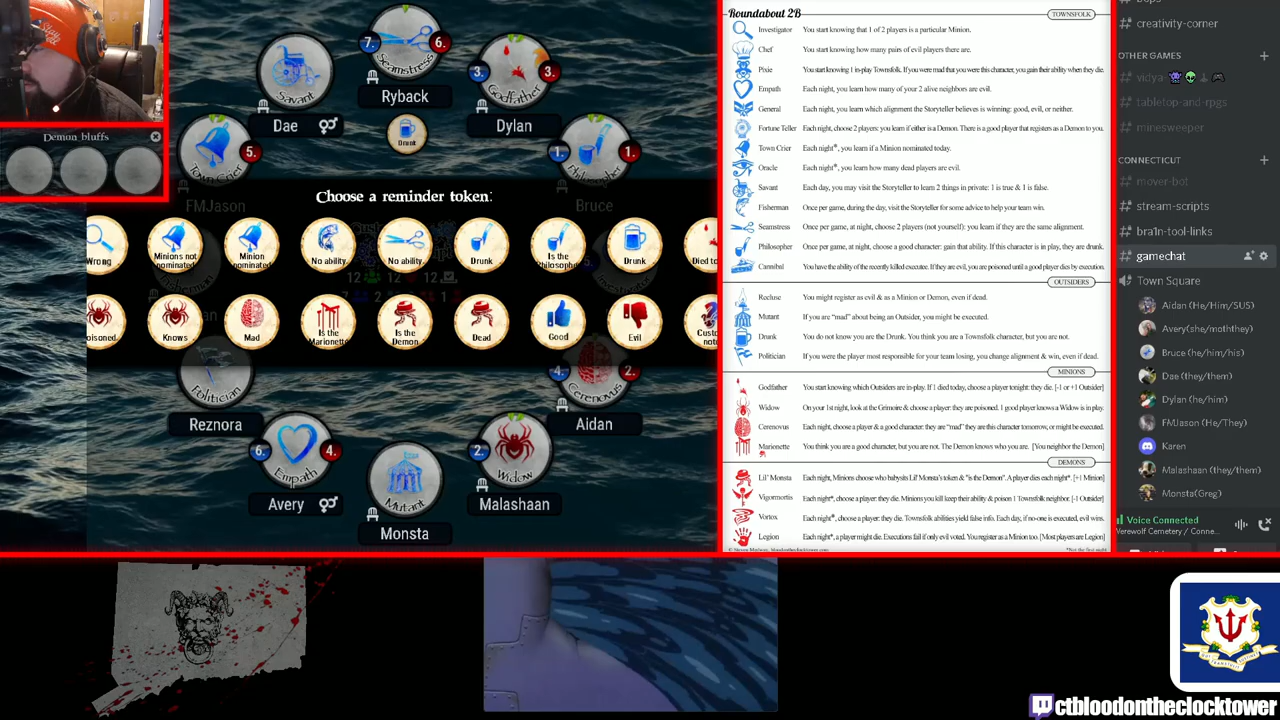 Demon bluffs
Savant
Dae
7.
Seamstress
6.
Ryback
Drunk
3.
Godfather
3.
Dylan
5.
FMJason
1.
1.
Bruce
Choose a reminder token:
Wrong
Minions not nominated
Minion nominated
No ability
No ability
Drunk
Is the Philosopher
Drunk
Died to
Poisoned
Knows
Mad
Is the Marionette
Is the Demon
Dead
Good
Evil
12
12
Politician
Reznora
6.
Empath
4.
Avery
Mutant
Monsta
2.
Widow
Malashaan
4.
Cerenovus
2.
Aidan
Roundabout 2B
TOWNSFOLK
Investigator You start knowing that 1 of 2 players is a particular Minion.
Chef You start knowing how many pairs of evil players there are.
Pixie You start knowing 1 in-play Townsfolk. If you were mad that you were this character, you gain their ability when they die.
Empath Each night, you learn how many of your 2 alive neighbors are evil.
General Each night, you learn which alignment the Storyteller believes is winning: good, evil, or neither.
Fortune Teller Each night, choose 2 players: you learn if either is a Demon. There is a good player that registers as a Demon to you.
Town Crier Each night*, you learn if a Minion nominated today.
Oracle Each night*, you learn how many dead players are evil.
Savant Each day, you may visit the Storyteller to learn 2 things in private: 1 is true & 1 is false.
Fisherman Once per game, during the day, visit the Storyteller for some advice to help your team win.
Seamstress Once per game, at night, choose 2 players (not yourself): you learn if they are the same alignment.
Philosopher Once per game, at night, choose a good character: gain that ability. If this character is in play, they are drunk.
Cannibal You have the ability of the recently killed executee. If they are evil, you are poisoned until a good player dies by execution.
OUTSIDERS
Recluse You might register as evil & as a Minion or Demon, even if dead.
Mutant If you are "mad" about being an Outsider, you might be executed.
Drunk You do not know you are the Drunk. You think you are a Townsfolk character, but you are not.
Politician If you were the player most responsible for your team losing, you change alignment & win, even if dead.
MINIONS
Godfather You start knowing which Outsiders are in-play. If 1 died today, choose a player tonight: they die. [-1 or +1 Outsider]
Widow On your 1st night, look at the Grimoire & choose a player: they are poisoned. 1 good player knows a Widow is in play.
Cerenovus Each night, choose a player & a good character: they are "mad" they are this character tomorrow, or might be executed.
Marionette You think you are a good character, but you are not. The Demon knows who you are. [You neighbor the Demon]
DEMONS
Lil' Monsta Each night, Minions choose who babysits Lil' Monsta's token & "is the Demon". A player dies each night*. [+1 Minion]
Vigormortis Each night*, choose a player: they die. Minions you kill keep their ability & poison 1 Townsfolk neighbor. [-1 Outsider]
Vortox Each night*, choose a player: they die. Townsfolk abilities yield false info. Each day, if no-one is executed, evil wins.
Legion Each night*, a player might die. Executions fail if only evil voted. You register as a Minion too. [Most players are Legion]
*Not the first night
# creativity-corner
OTHER GAMES
# vidya
# tabletop-and-rpgs
# minesweeper
CONNECTICUT
# mover-bot
# stream-scripts
# bra1n-tool-links
# game-chat
Town Square
Aidan (He/Him/SUS)
Avery(she/mothey)
Bruce (he/him/his)
Dae (they/them)
Dylan (he/him)
FMJason (He/They)
Karen
Malashaan (they/them)
Monsta(Greg)
Voice Connected
Werewolf Cemetery / Conne...
ctbloodontheclocktower